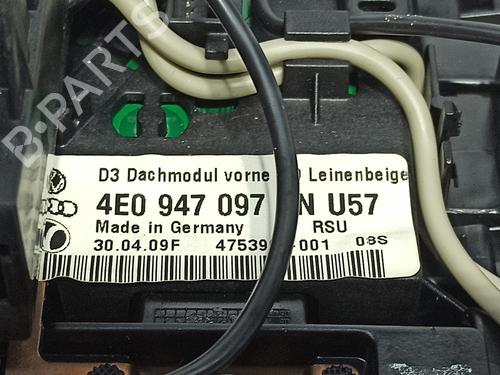 B-PARTS
D3 Dachmodul vorne Leinenbeige
4E0 947 097 N U57
Made in Germany RSU
30.04.09F 47539 001 08S